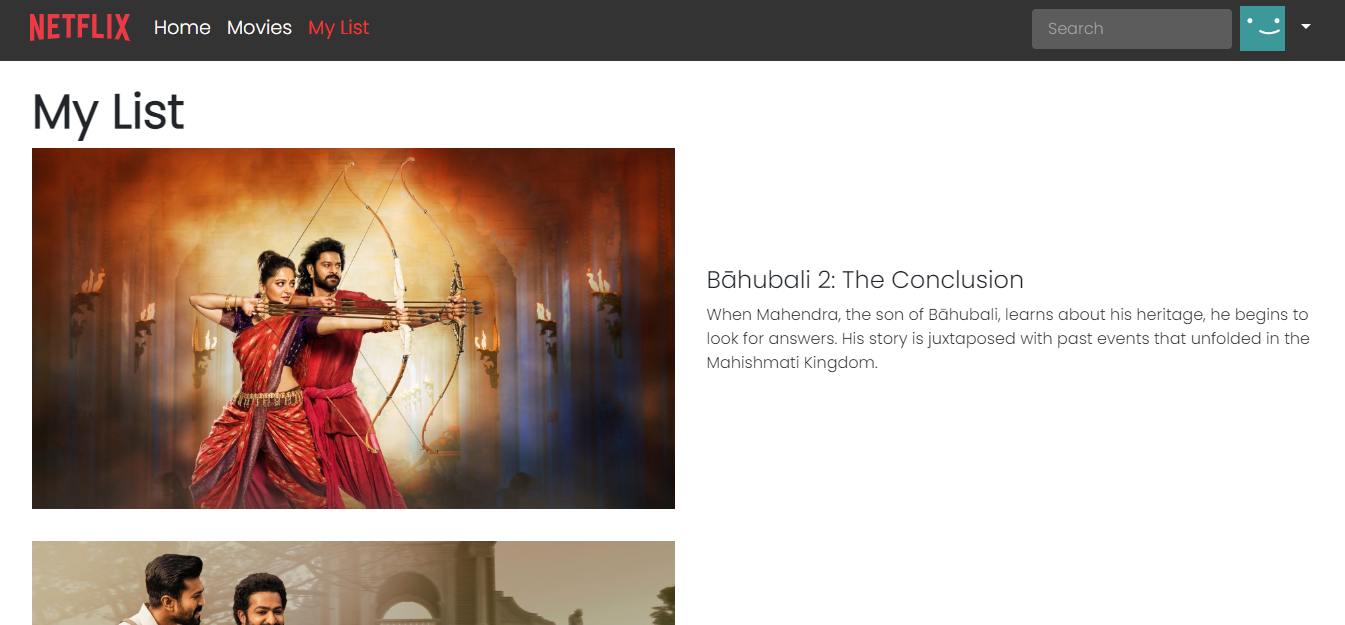 NETFLIX Home Movies My List Search
My List
Bāhubali 2: The Conclusion
When Mahendra, the son of Bāhubali, learns about his heritage, he begins to
look for answers. His story is juxtaposed with past events that unfolded in the
Mahishmati Kingdom.